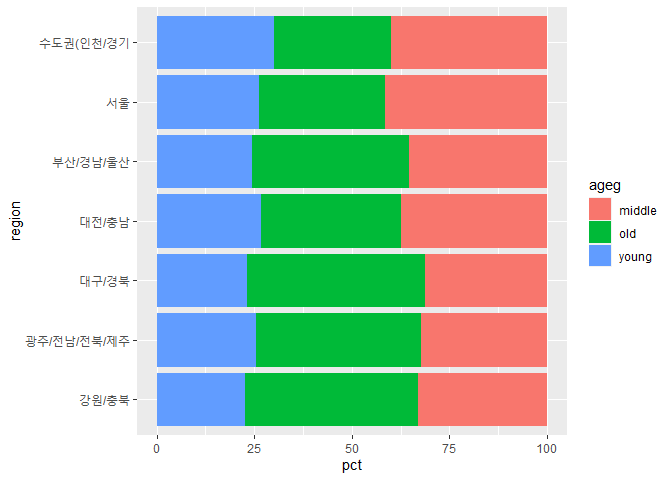 수도권(인천/경기
서울
부산/경남/울산
대전/충남
대구/경북
광주/전남/전북/제주
강원/충북
region
0 25 50 75 100
pct
ageg
middle
old
young